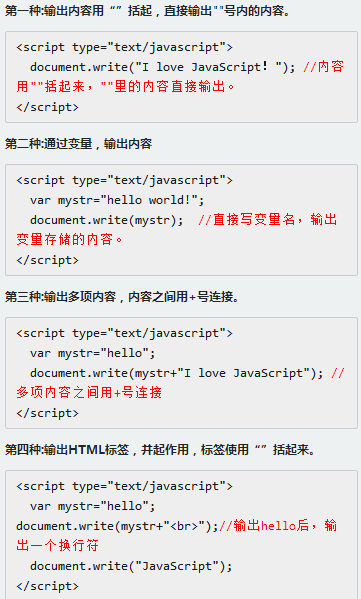 第一种:输出内容用“”括起，直接输出""号内的内容。
<script type="text/javascript">
  document.write("I love JavaScript！"); //内容
用""括起来，""里的内容直接输出。
</script>
第二种:通过变量，输出内容
<script type="text/javascript">
  var mystr="hello world!";
  document.write(mystr);  //直接写变量名，输出
变量存储的内容。
</script>
第三种:输出多项内容，内容之间用+号连接。
<script type="text/javascript">
  var mystr="hello";
  document.write(mystr+"I love JavaScript"); //
多项内容之间用+号连接
</script>
第四种:输出HTML标签，并起作用，标签使用“”括起来。
<script type="text/javascript">
  var mystr="hello";
document.write(mystr+"<br>");//输出hello后，输
出一个换行符
  document.write("JavaScript");
</script>